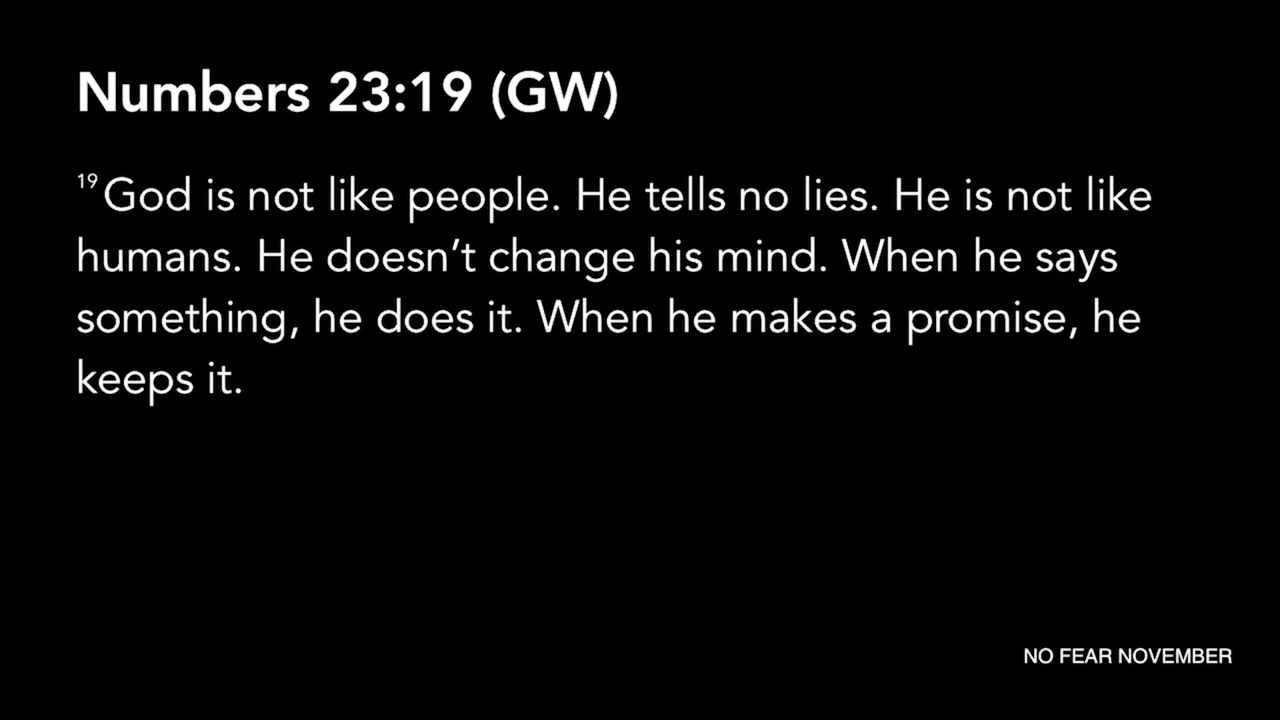 Numbers 23:19 (GW)
19 God is not like people. He tells no lies. He is not like
humans. He doesn’t change his mind. When he says
something, he does it. When he makes a promise, he
keeps it.
NO FEAR NOVEMBER